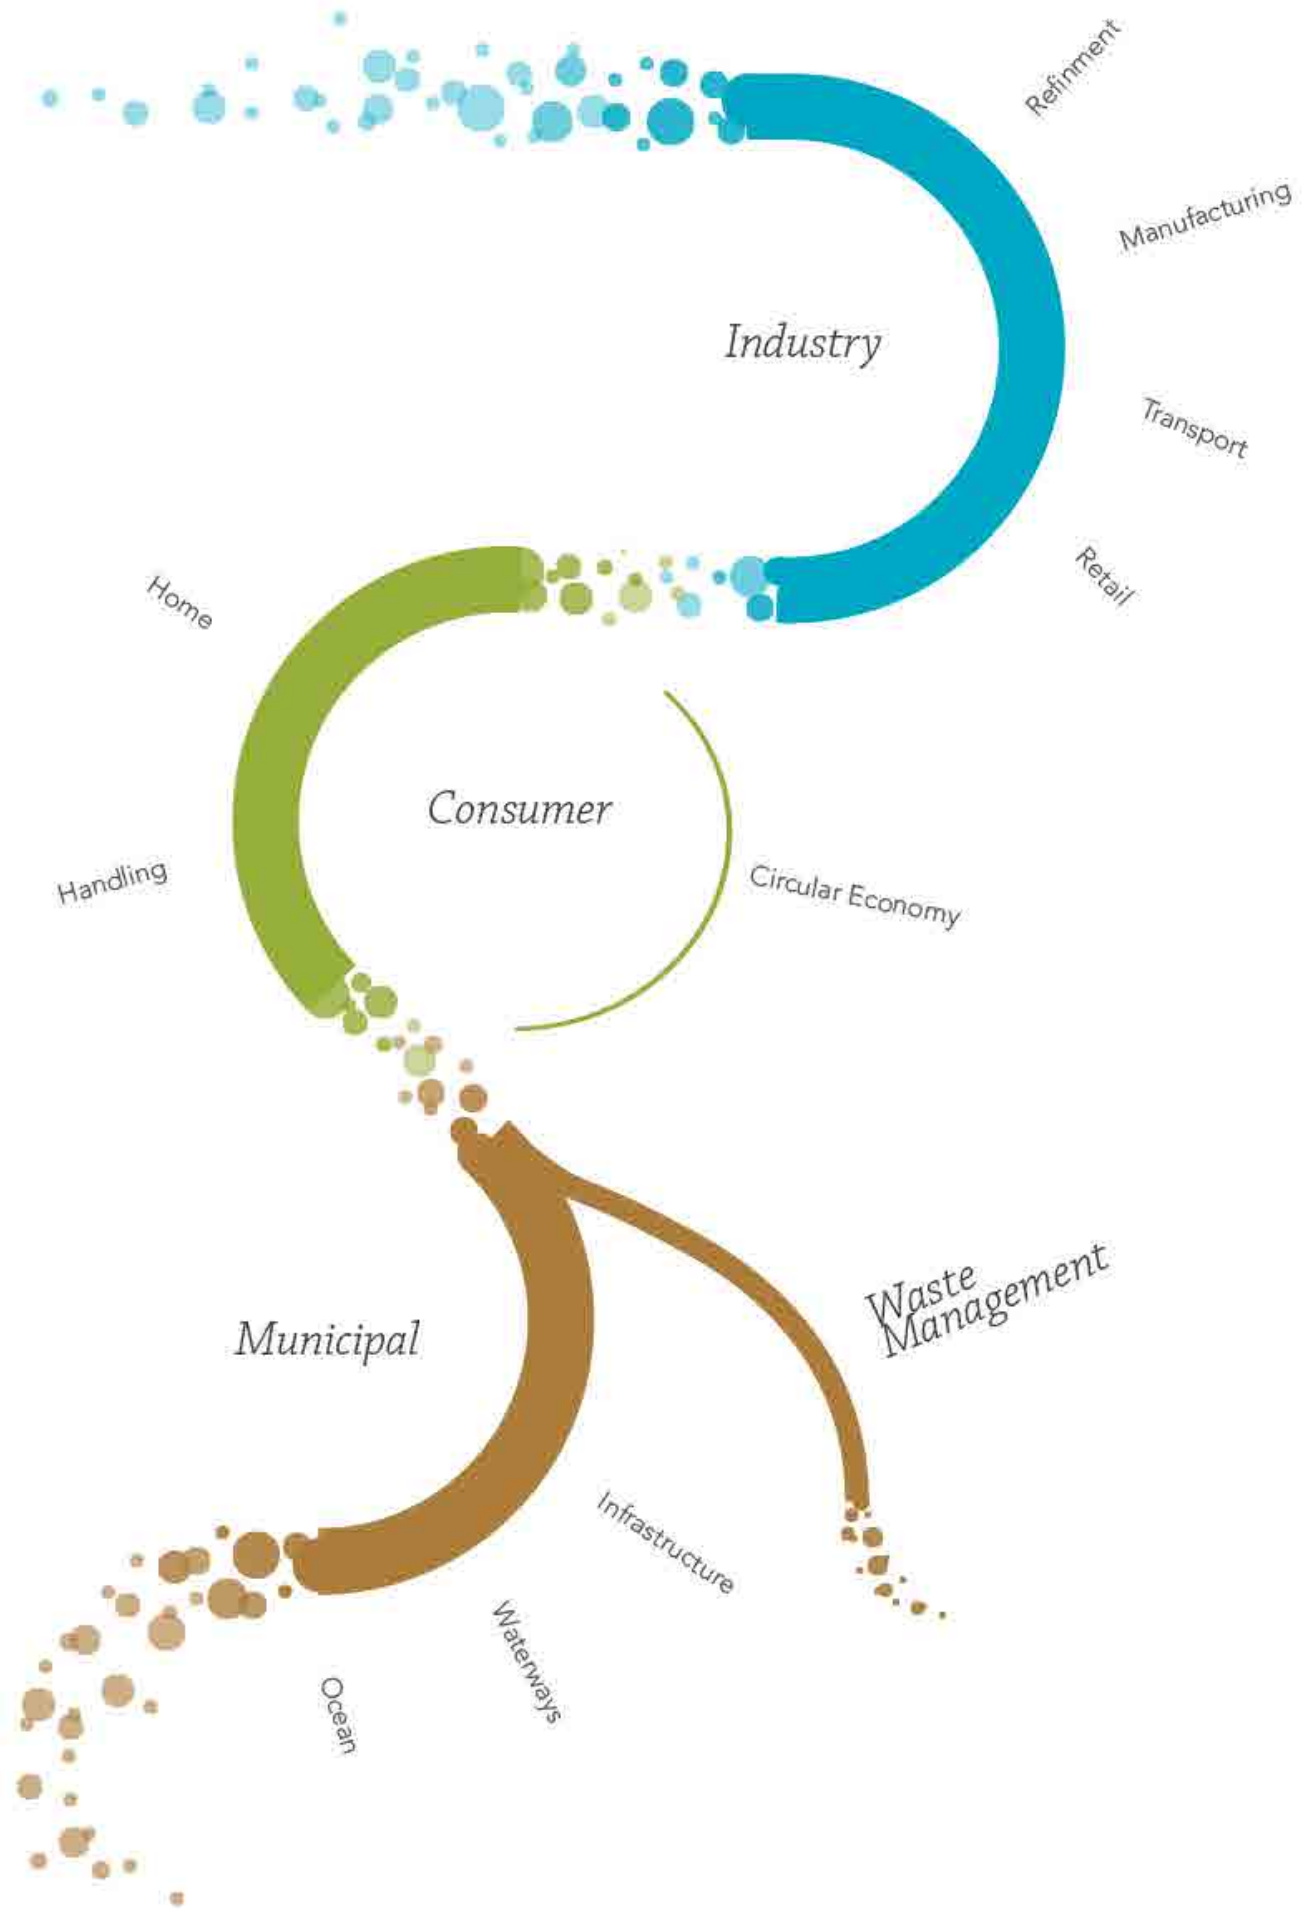 Refinment
Manufacturing
Industry
Transport
Retail
Home
Consumer
Handling
Circular Economy
Waste
Management
Municipal
Infrastructure
Waterways
Ocean